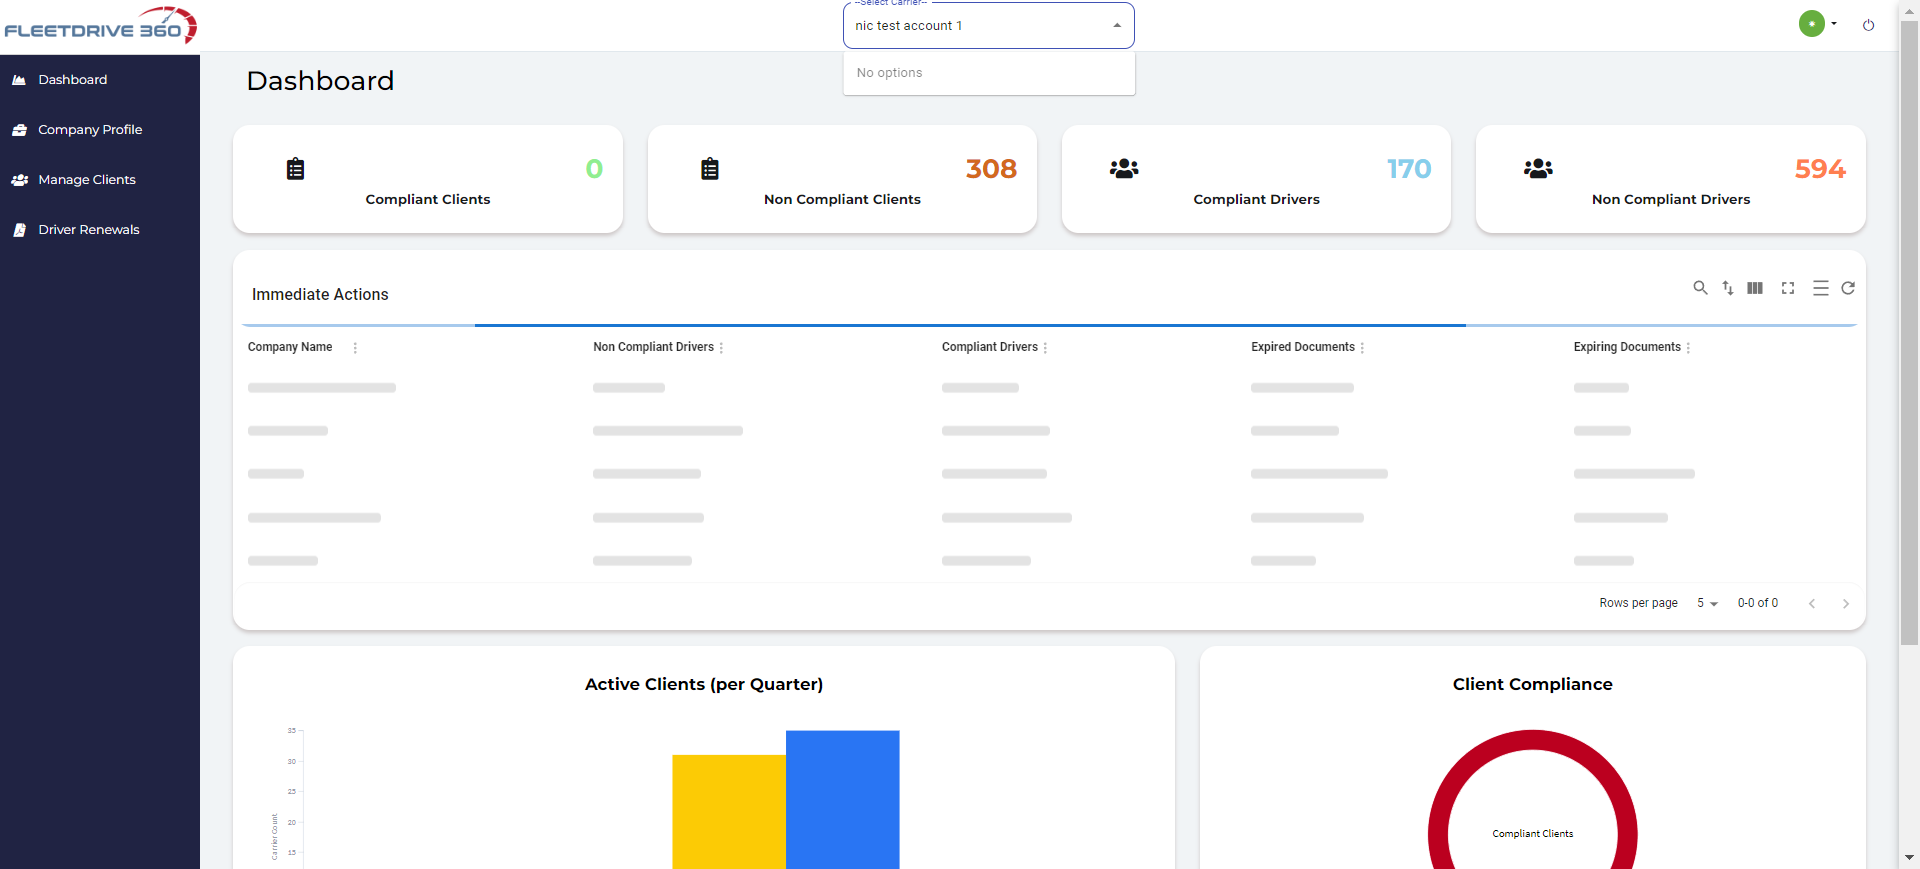 FLEETDRIVE 360
--Select Carrier--
nic test account 1
No options
Dashboard
Company Profile
Manage Clients
Driver Renewals
Dashboard
0
Compliant Clients
308
Non Compliant Clients
170
Compliant Drivers
594
Non Compliant Drivers
Immediate Actions
Company Name Non Compliant Drivers Compliant Drivers Expired Documents Expiring Documents
Rows per page 5 0-0 of 0
Active Clients (per Quarter)
35
30
25
20
15
Carrier Count
Client Compliance
Compliant Clients